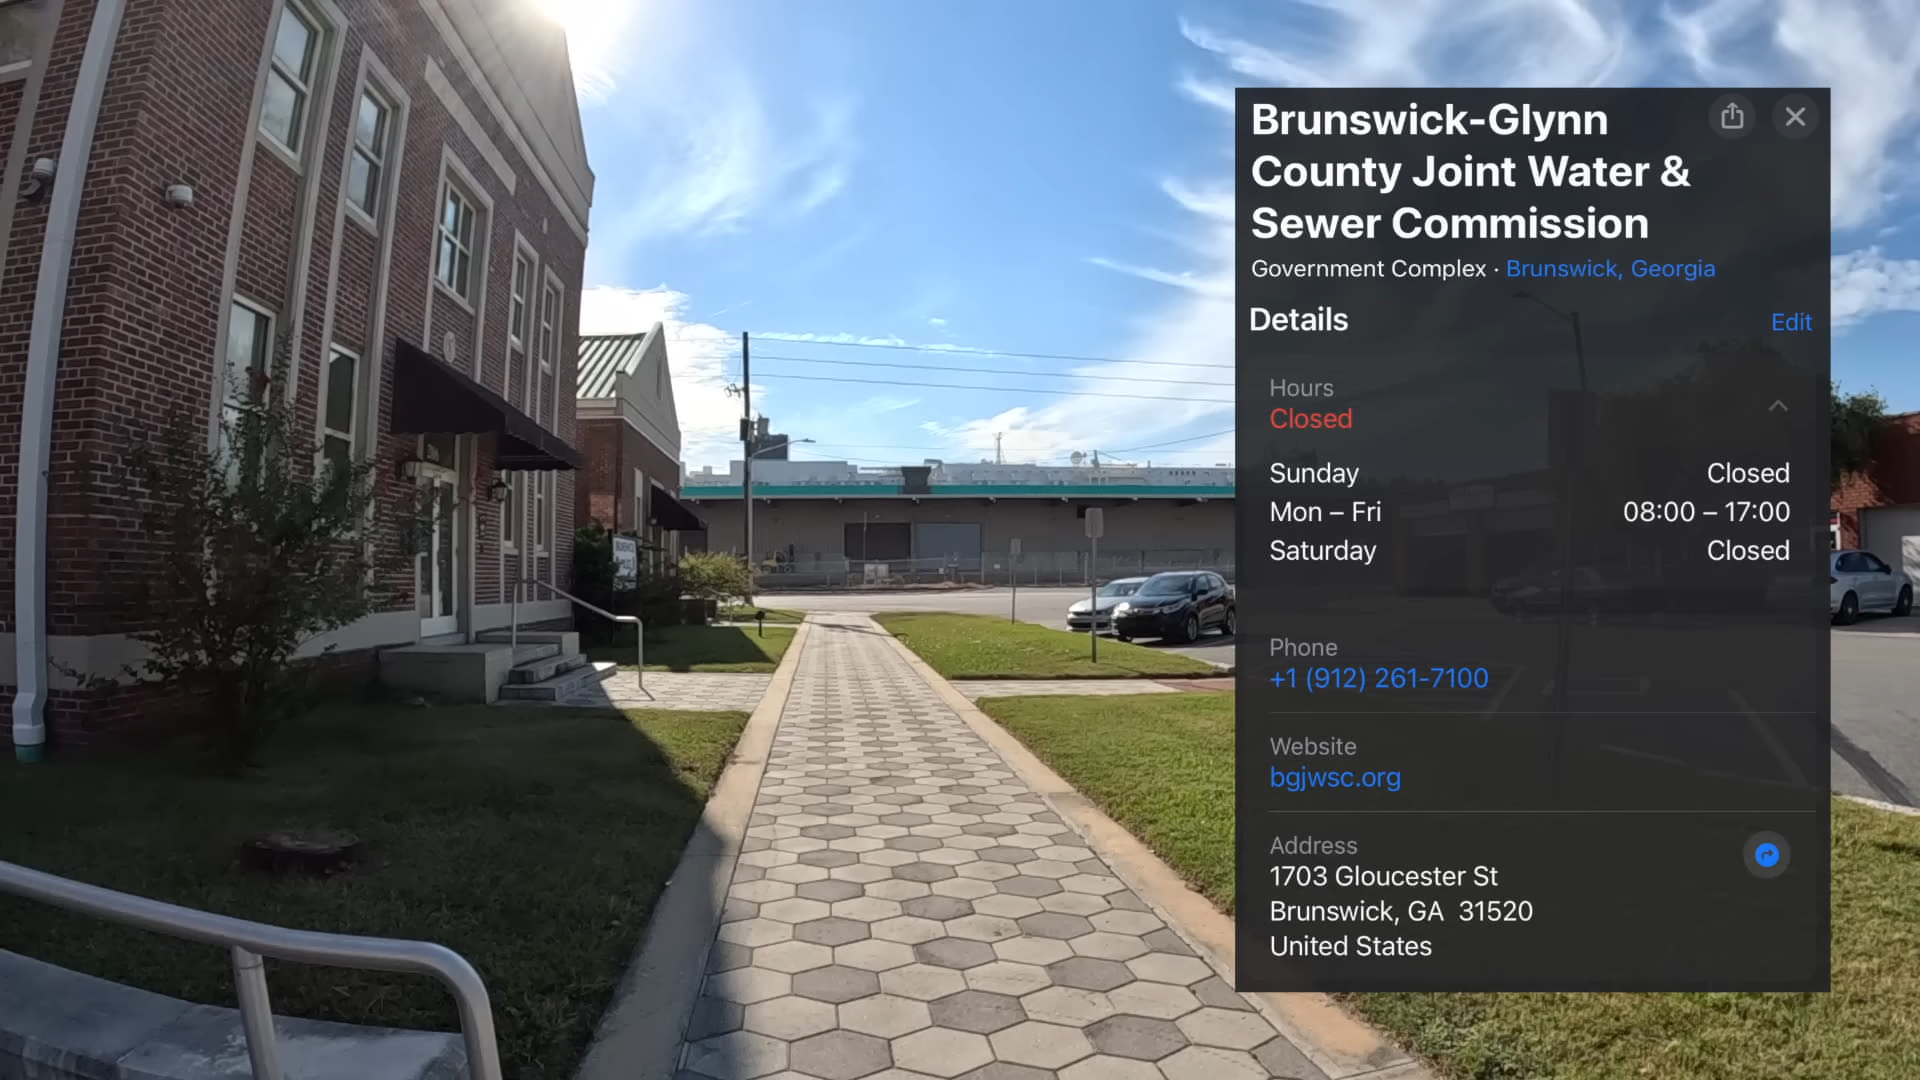 Brunswick-Glynn
County Joint Water &
Sewer Commission
Government Complex · Brunswick, Georgia
Details
Edit
Hours
Closed
Sunday Closed
Mon – Fri 08:00 – 17:00
Saturday Closed
Phone
+1 (912) 261-7100
Website
bgjwsc.org
Address
1703 Gloucester St
Brunswick, GA 31520
United States